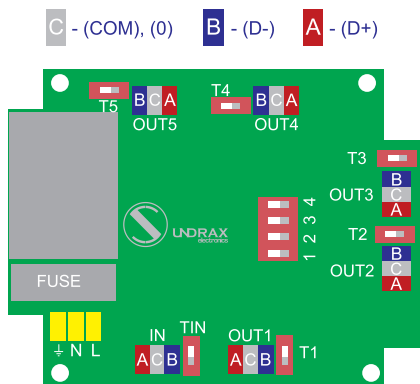 C - (COM), (0) B - (D-) A - (D+)
T5 B C A T4 B C A
OUT5 OUT4
T3
B
OUT3 C
A
T2
B
OUT2 C
A
4
3
2
1
UNDRAX
electronics
FUSE
N L
IN TIN OUT1
A C B A C B T1